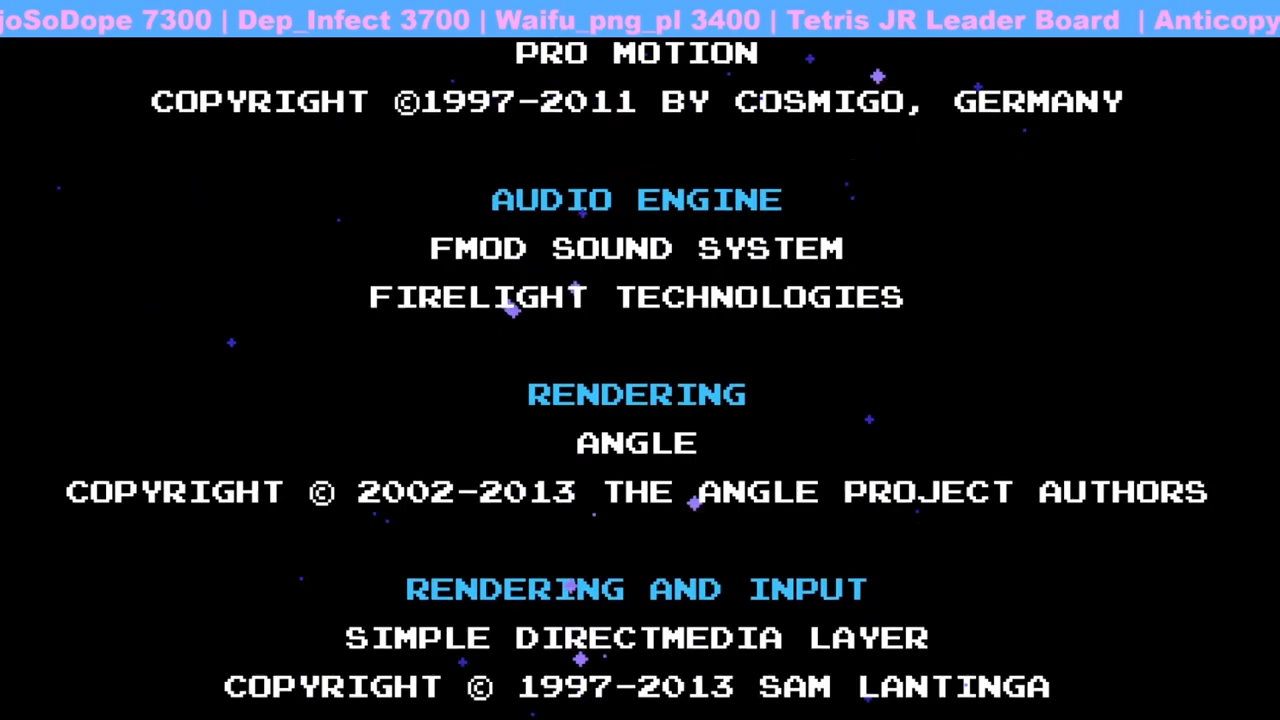 joSoDope 7300 | Dep_Infect 3700 | Waifu_png_pl 3400 | Tetris JR Leader Board | Anticopy
PRO MOTION
COPYRIGHT ©1997-2011 BY COSMIGO, GERMANY
AUDIO ENGINE
FMOD SOUND SYSTEM
FIRELIGHT TECHNOLOGIES
RENDERING
ANGLE
COPYRIGHT © 2002-2013 THE ANGLE PROJECT AUTHORS
RENDERING AND INPUT
SIMPLE DIRECTMEDIA LAYER
COPYRIGHT © 1997-2013 SAM LANTINGA